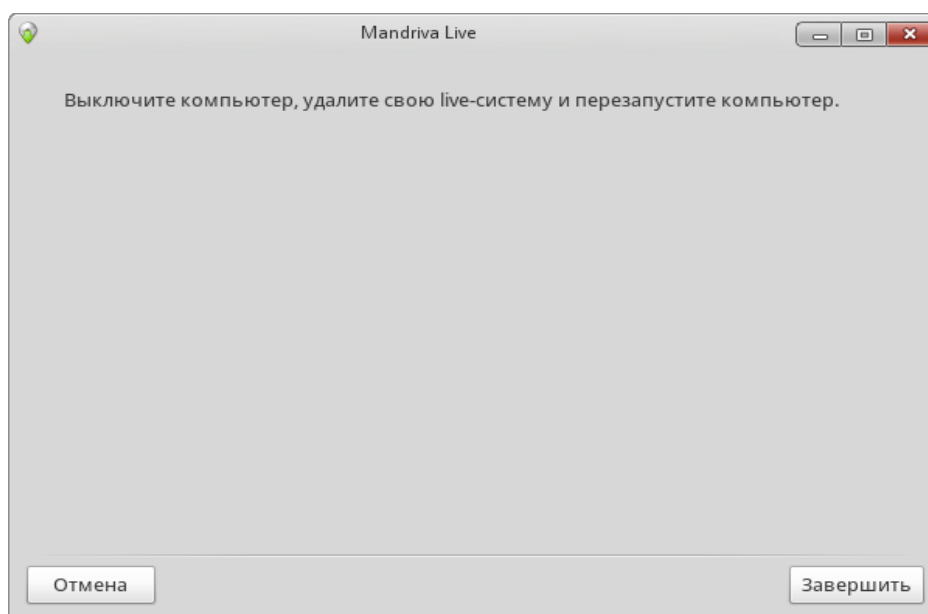 Mandriva Live
Выключите компьютер, удалите свою live-систему и перезапустите компьютер.
Отмена
Завершить